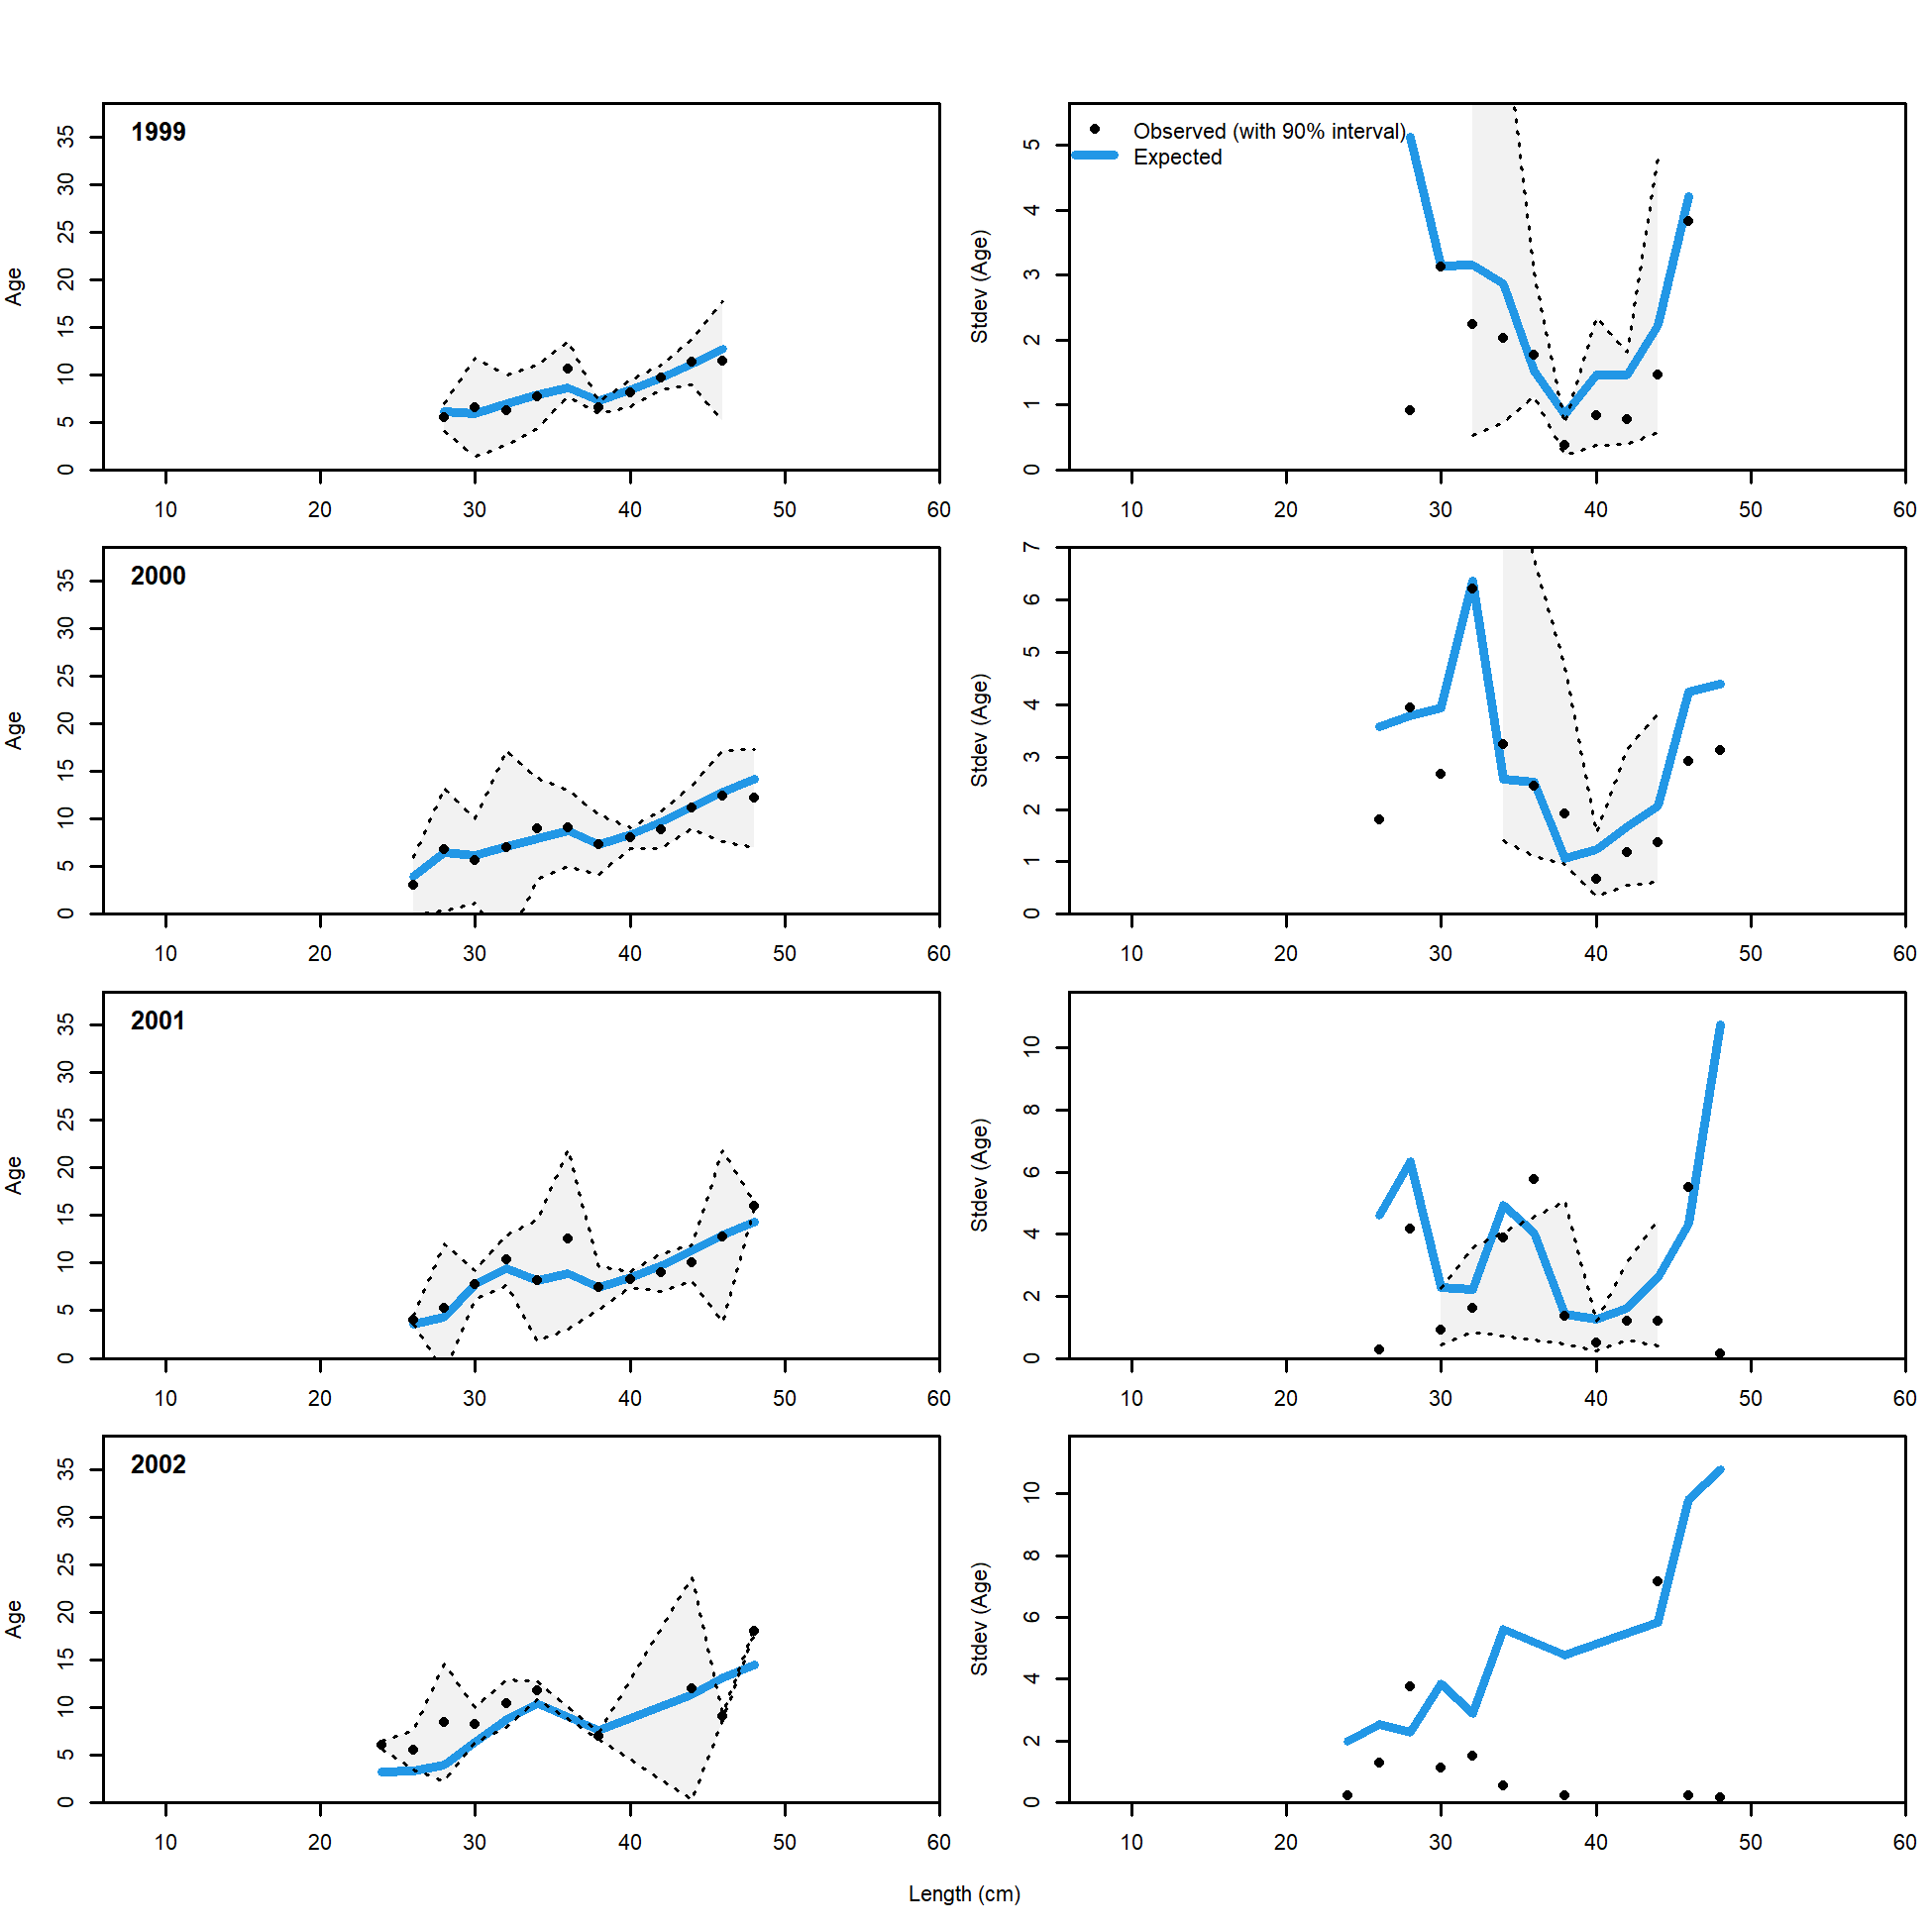 1999
Age
0 5 10 15 20 25 30 35
10 20 30 40 50 60
Observed (with 90% interval)
Expected
Stdev (Age)
0 1 2 3 4 5
10 20 30 40 50 60
2000
Age
0 5 10 15 20 25 30 35
10 20 30 40 50 60
Stdev (Age)
0 1 2 3 4 5 6 7
10 20 30 40 50 60
2001
Age
0 5 10 15 20 25 30 35
10 20 30 40 50 60
Stdev (Age)
0 2 4 6 8 10
10 20 30 40 50 60
2002
Age
0 5 10 15 20 25 30 35
10 20 30 40 50 60
Stdev (Age)
0 2 4 6 8 10
10 20 30 40 50 60
Length (cm)